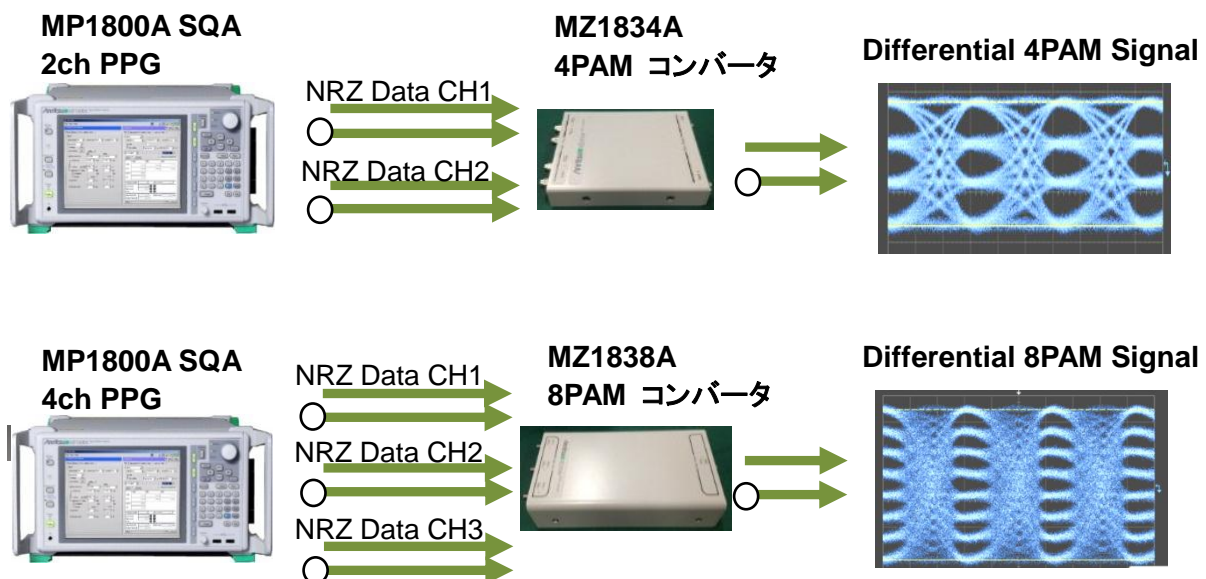 MP1800A SQA
2ch PPG
NRZ Data CH1
NRZ Data CH2
MZ1834A
4PAM コンバータ
Differential 4PAM Signal
MP1800A SQA
4ch PPG
NRZ Data CH1
NRZ Data CH2
NRZ Data CH3
MZ1838A
8PAM コンバータ
Differential 8PAM Signal